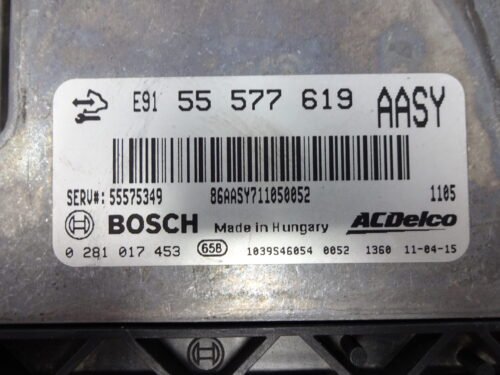 E91 55 577 619 AASY
SERV#: 55575349 86AASY711050052 1105
BOSCH Made in Hungary ACDelco
0 281 017 453 65B 1039S46054 0052 1360 11-04-15